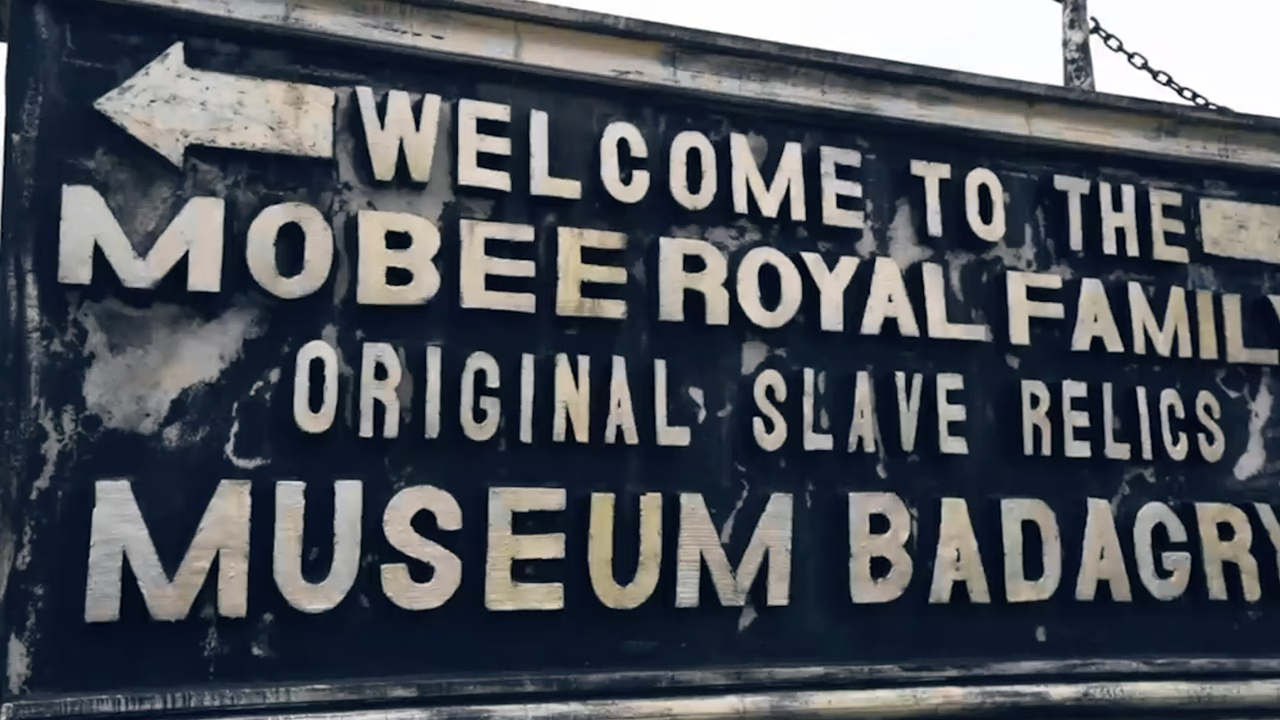 WELCOME TO THE
MOBEE ROYAL FAMILY
ORIGINAL SLAVE RELICS
MUSEUM BADAGRY